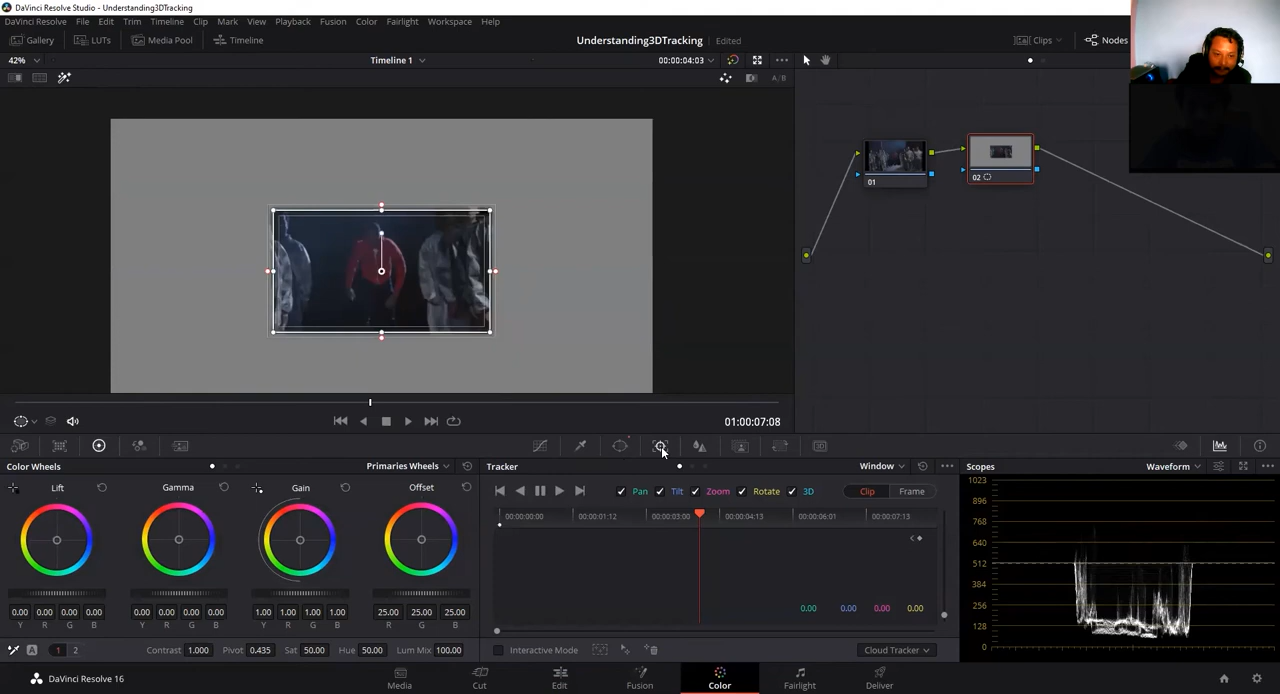 DaVinci Resolve Studio - Understanding3DTracking
DaVinci Resolve File Edit Trim Timeline Clip Mark View Playback Fusion Color Fairlight Workspace Help
Gallery LUTs Media Pool Timeline Understanding3DTracking Edited Clips Nodes
42% Timeline 1 00:00:04:03
A/B
01
02
01:00:07:08
Color Wheels Primaries Wheels Tracker Window Scopes Waveform
Lift Gamma Gain Offset
Pan Tilt Zoom Rotate 3D Clip Frame
00:00:00:00 00:00:01:12 00:00:03:00 00:00:04:13 00:00:06:01 00:00:07:13
1023
896
768
640
512
384
256
128
0
0.00 0.00 0.00 0.00 0.00 0.00 0.00 0.00 1.00 1.00 1.00 1.00 25.00 25.00 25.00
Y R G B Y R G B Y R G B R G B
0.00 0.00 0.00 0.00
A 1 2 Contrast 1.000 Pivot 0.435 Sat 50.00 Hue 50.00 Lum Mix 100.00 Interactive Mode Cloud Tracker
DaVinci Resolve 16 Media Cut Edit Fusion Color Fairlight Deliver